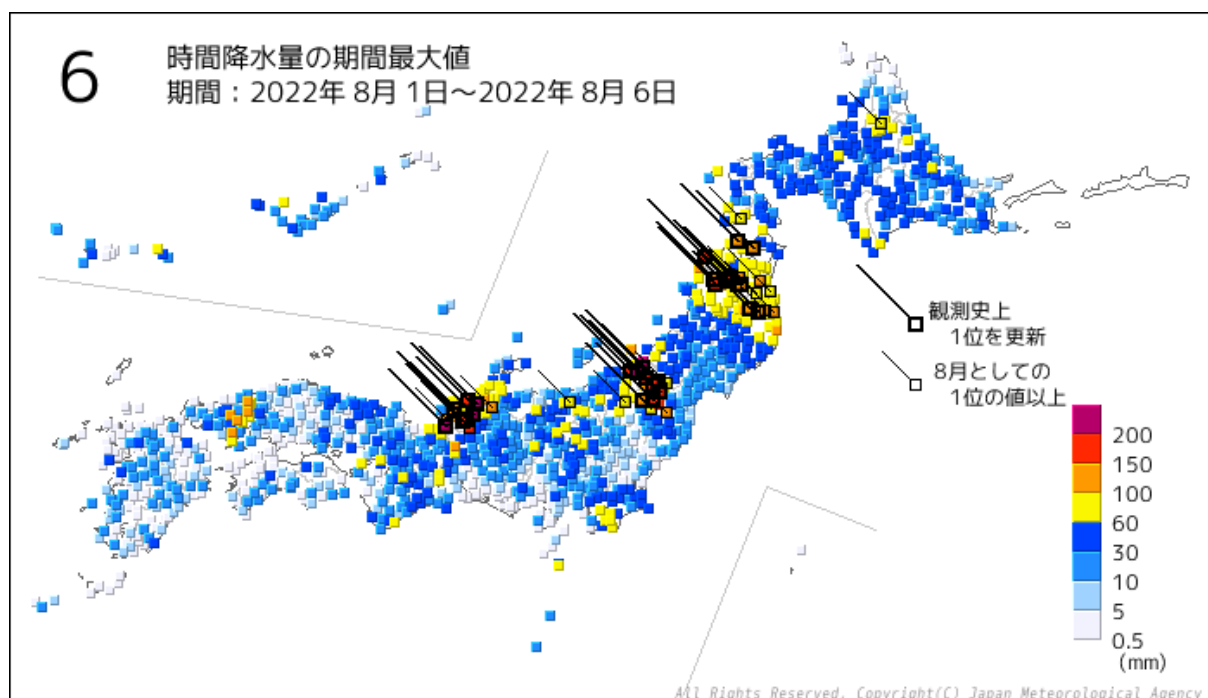 6 時間降水量の期間最大値
期間：2022年 8月 1日～2022年 8月 6日
観測史上
1位を更新
8月としての
1位の値以上
200
150
100
60
30
10
5
0.5
(mm)
All Rights Reserved. Copyright(C) Japan Meteorological Agency